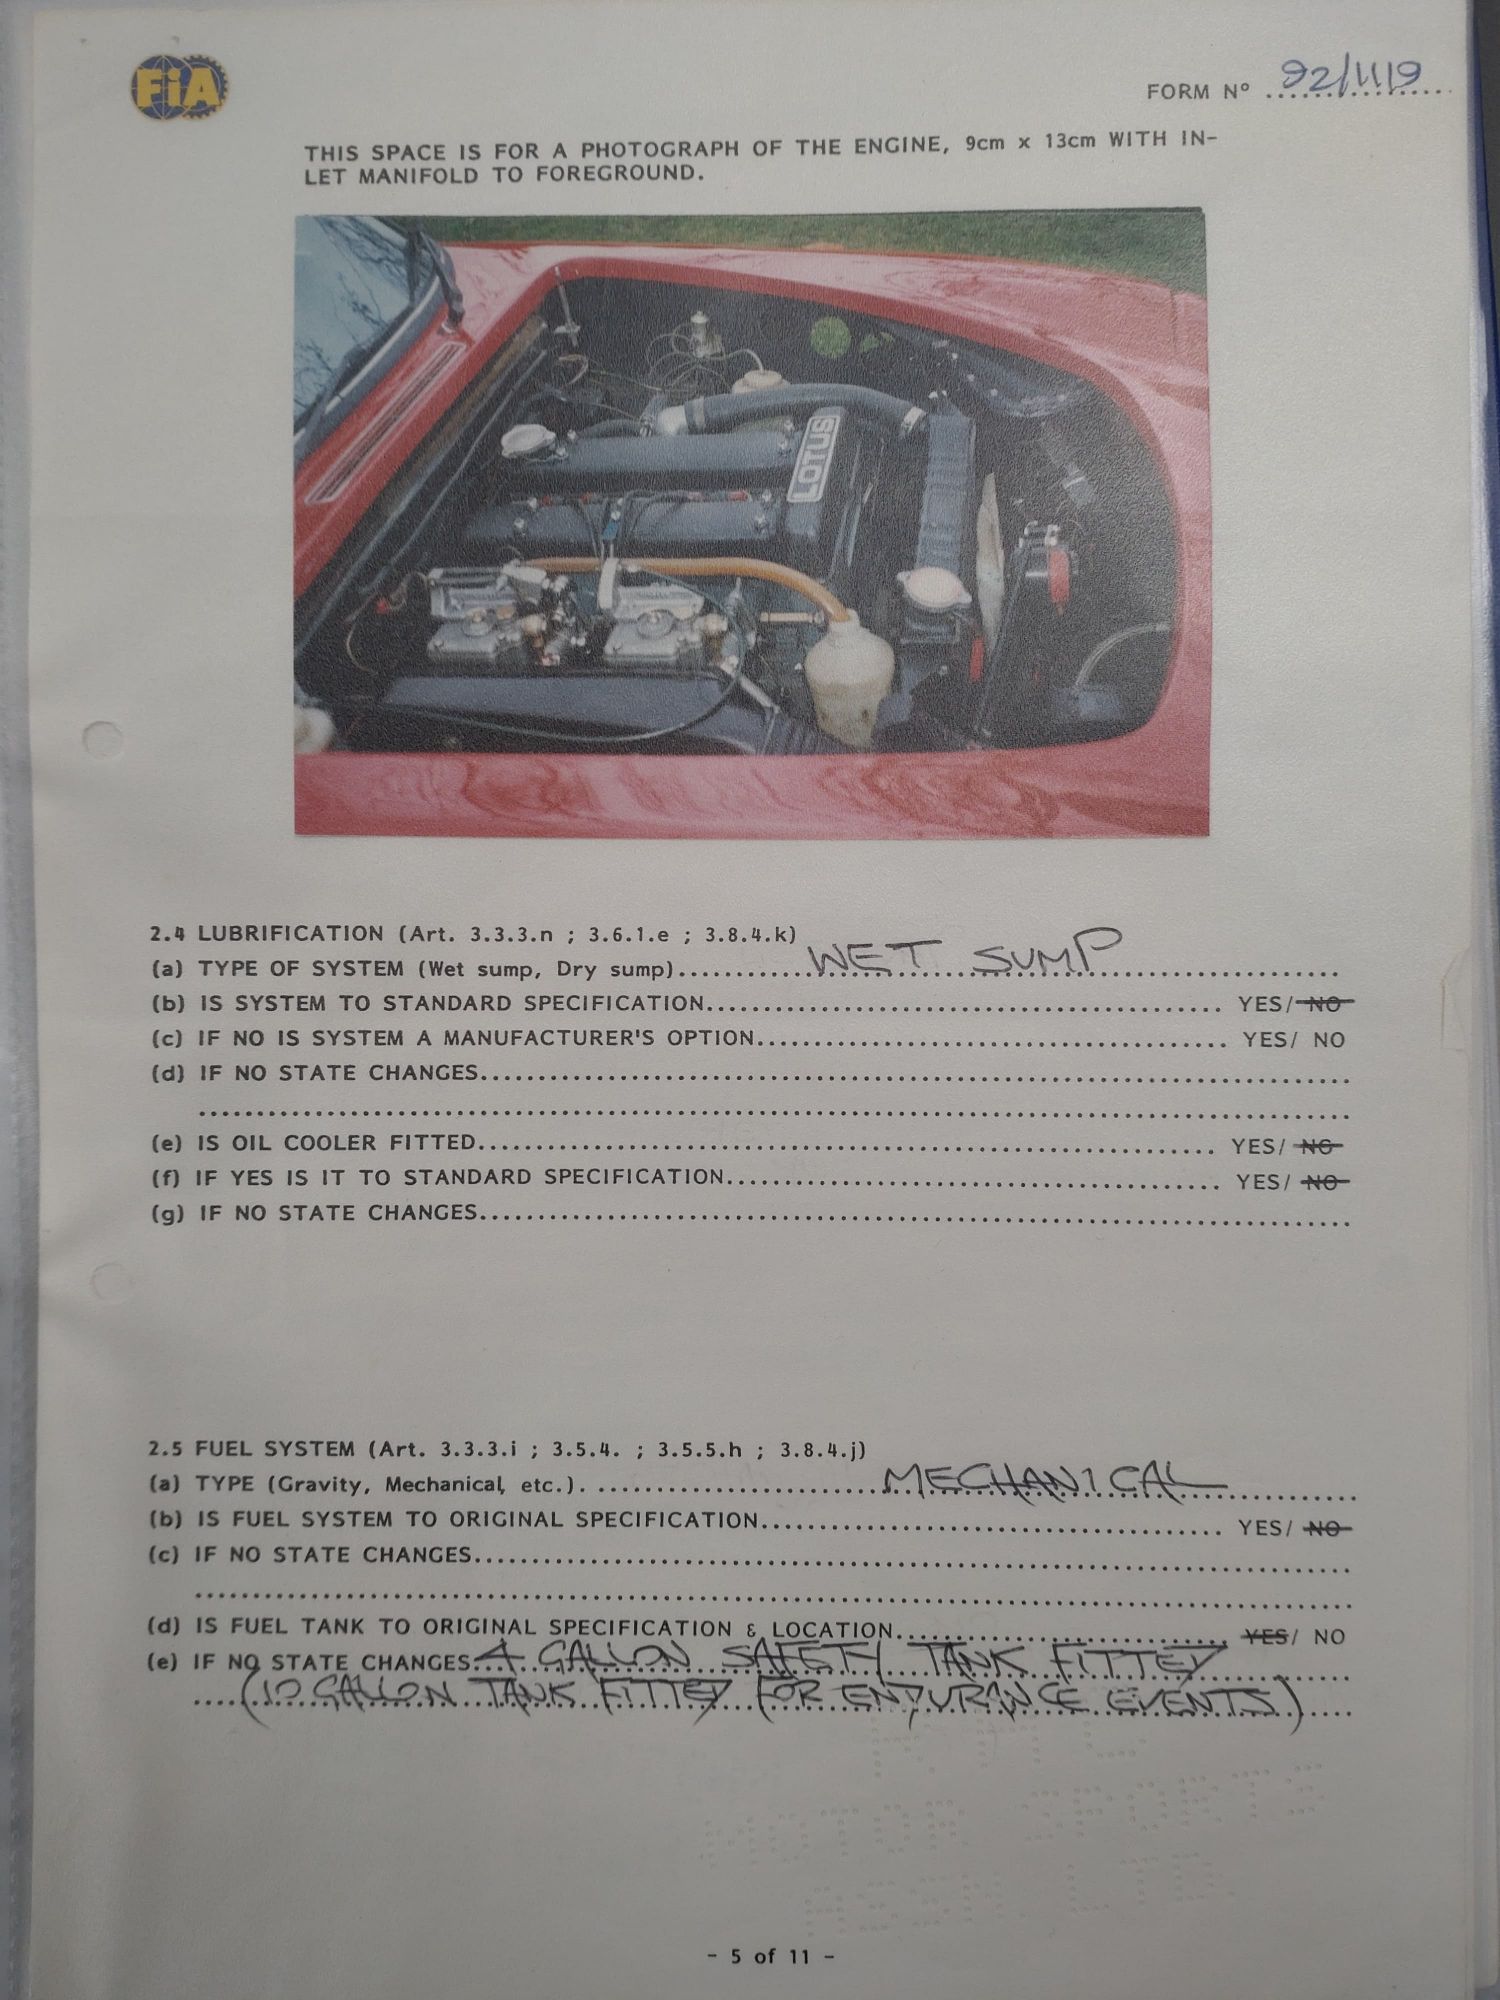 FiA
FORM Nº 92/1119
THIS SPACE IS FOR A PHOTOGRAPH OF THE ENGINE, 9cm x 13cm WITH IN-
LET MANIFOLD TO FOREGROUND.
LOTUS
2.4 LUBRIFICATION (Art. 3.3.3.n ; 3.6.1.e ; 3.8.4.k)
(a) TYPE OF SYSTEM (Wet sump, Dry sump)..........WET SUMP..........
(b) IS SYSTEM TO STANDARD SPECIFICATION.......... YES/ NO
(c) IF NO IS SYSTEM A MANUFACTURER'S OPTION.......... YES/ NO
(d) IF NO STATE CHANGES..........
(e) IS OIL COOLER FITTED.......... YES/ NO
(f) IF YES IS IT TO STANDARD SPECIFICATION.......... YES/ NO
(g) IF NO STATE CHANGES..........
2.5 FUEL SYSTEM (Art. 3.3.3.i ; 3.5.4. ; 3.5.5.h ; 3.8.4.j)
(a) TYPE (Gravity, Mechanical, etc.)...........MECHANICAL..........
(b) IS FUEL SYSTEM TO ORIGINAL SPECIFICATION.......... YES/ NO
(c) IF NO STATE CHANGES..........
(d) IS FUEL TANK TO ORIGINAL SPECIFICATION & LOCATION.......... YES/ NO
(e) IF NO STATE CHANGES...4 GALLON SAFETY TANK FITTED
(10 GALLON TANK FITTED FOR ENDURANCE EVENTS)
MOTOR SPORTS
- 5 of 11 -